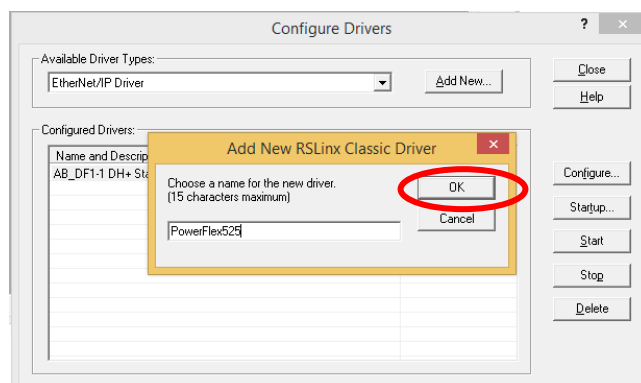 Configure Drivers
?
×
Available Driver Types:
EtherNet/IP Driver
Add New...
Close
Help
Configured Drivers:
Name and Descrip
AB_DF1-1 DH+ Sta
Add New RSLinx Classic Driver
×
Choose a name for the new driver.
(15 characters maximum)
PowerFlex525
OK
Cancel
Configure...
Startup...
Start
Stop
Delete